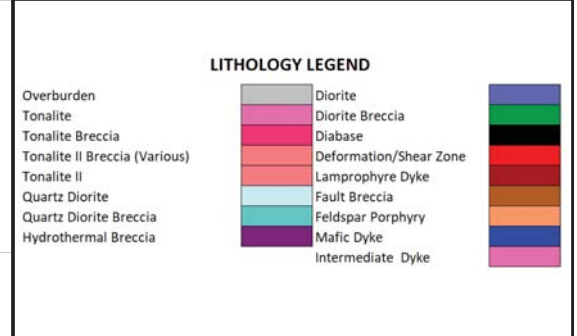 LITHOLOGY LEGEND
Overburden
Tonalite
Tonalite Breccia
Tonalite II Breccia (Various)
Tonalite II
Quartz Diorite
Quartz Diorite Breccia
Hydrothermal Breccia
Diorite
Diorite Breccia
Diabase
Deformation/Shear Zone
Lamprophyre Dyke
Fault Breccia
Feldspar Porphyry
Mafic Dyke
Intermediate Dyke